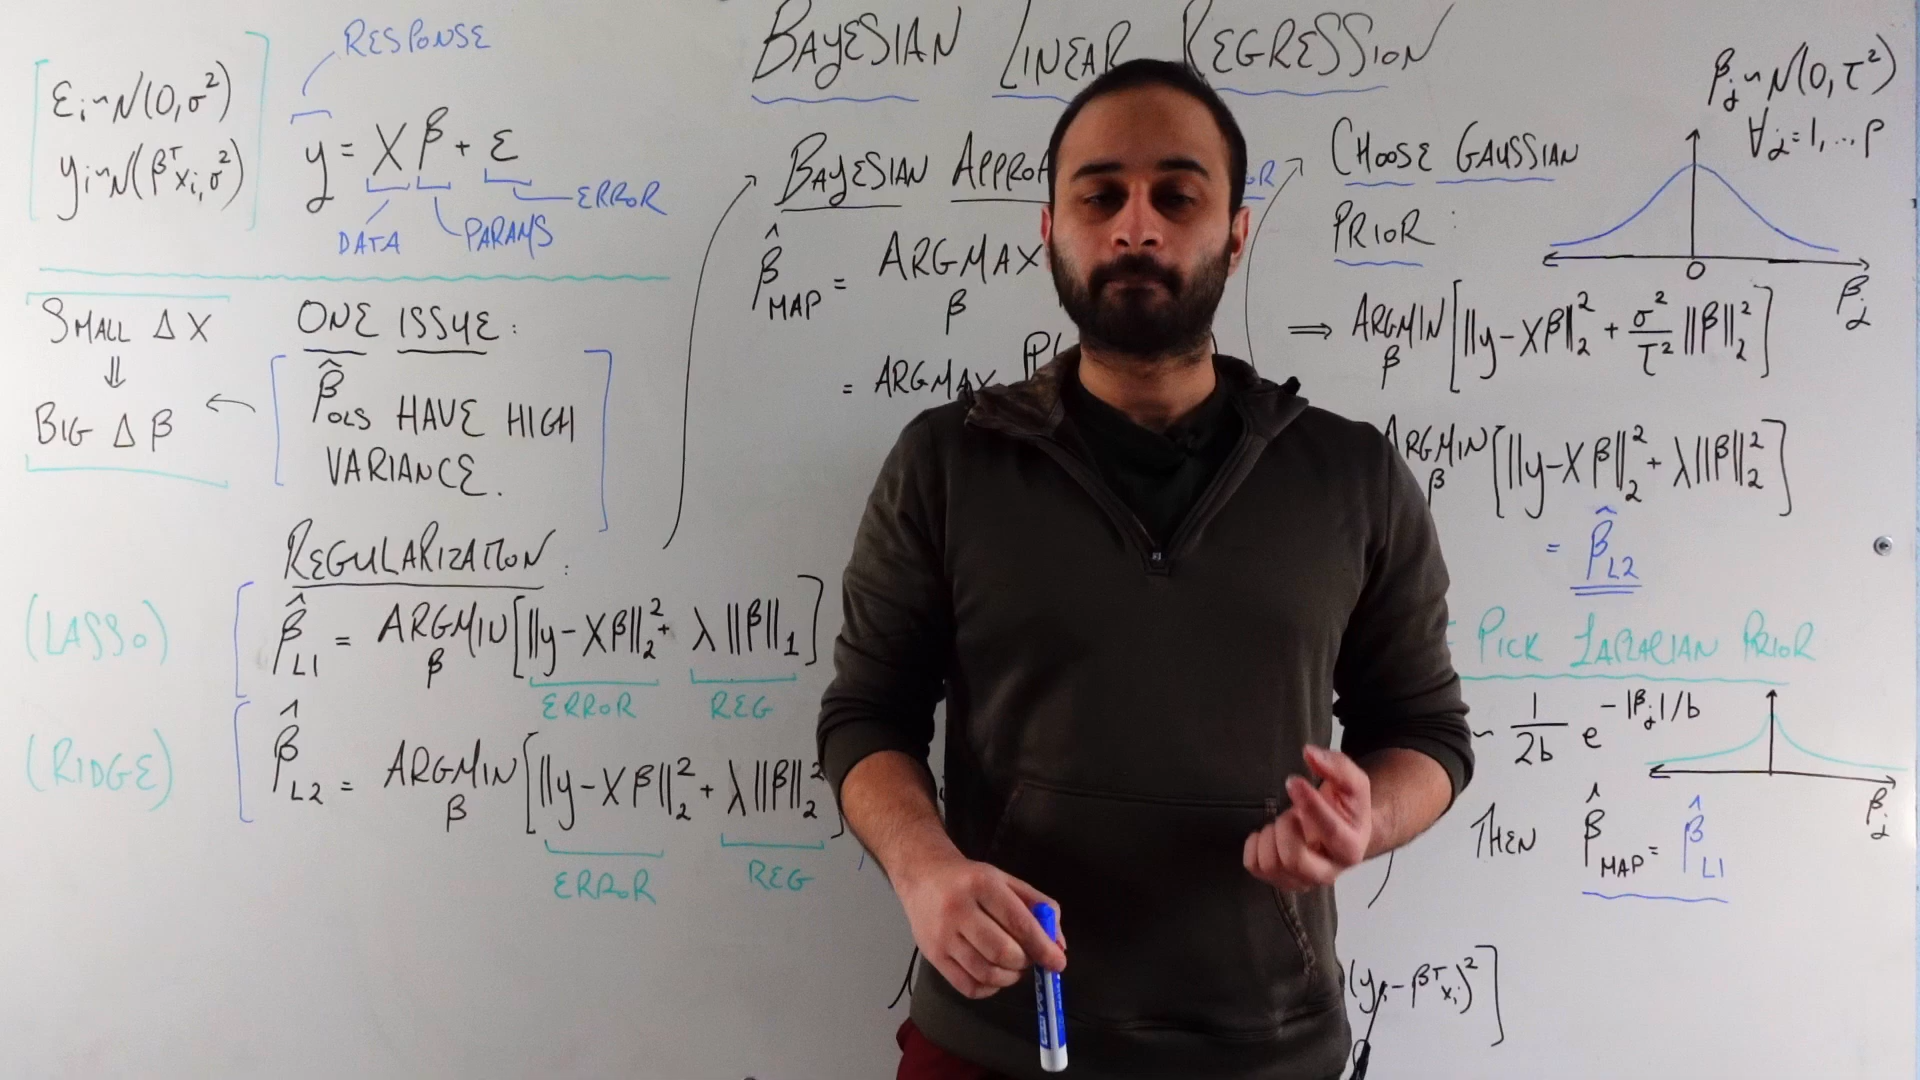 BAYESIAN LINEAR REGRESSION
RESPONSE
εᵢ ~ N(0, σ²)
yᵢ ~ N(βᵀxᵢ, σ²)
y = Xβ + ε
DATA
PARAMS
ERROR
SMALL Δ X
⇓
BIG Δ β
ONE ISSUE:
β̂ OLS HAVE HIGH
VARIANCE.
REGULARIZATION:
(LASSO)
β̂ L1 = ARGMIN β [||y - Xβ||₂² + λ||β||₁]
ERROR
REG
(RIDGE)
β̂ L2 = ARGMIN β [||y - Xβ||₂² + λ||β||₂²]
ERROR
REG
BAYESIAN
β̂ MAP = ARGMAX β
= ARGMAX
CHOOSE GAUSSIAN
PRIOR:
βⱼ ~ N(0, τ²)
∀ⱼ = 1, ... p
0
βⱼ
⇒ ARGMIN β [||y - Xβ||₂² + σ²/τ² ||β||₂²]
ARGMIN β [||y - Xβ||₂² + λ||β||₂²]
= β̂ L2
PICK LAPLACIAN PRIOR
~ 1/2b e^(-|βⱼ|/b)
βⱼ
THEN β̂ MAP = β̂ L1
(yᵢ - βᵀxᵢ)²]